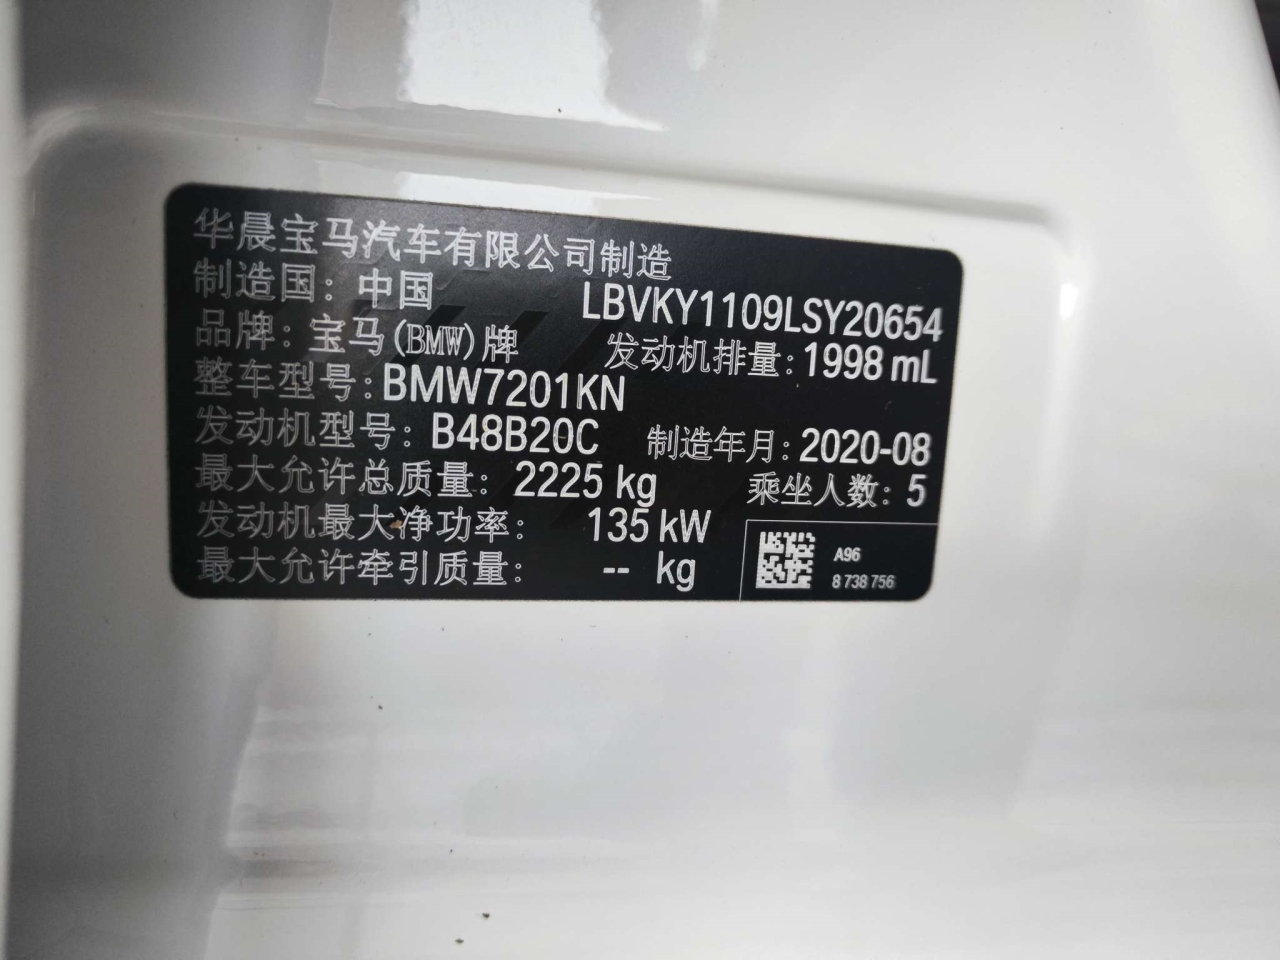 华晨宝马汽车有限公司制造
制造国：中国
LBVKY1109LSY20654
品牌：宝马(BMW)牌
发动机排量：1998 mL
整车型号：BMW7201KN
发动机型号：B48B20C
制造年月：2020-08
最大允许总质量：2225 kg
乘坐人数：5
发动机最大净功率：135 kW
最大允许牵引质量：-- kg
A96
8 738 756